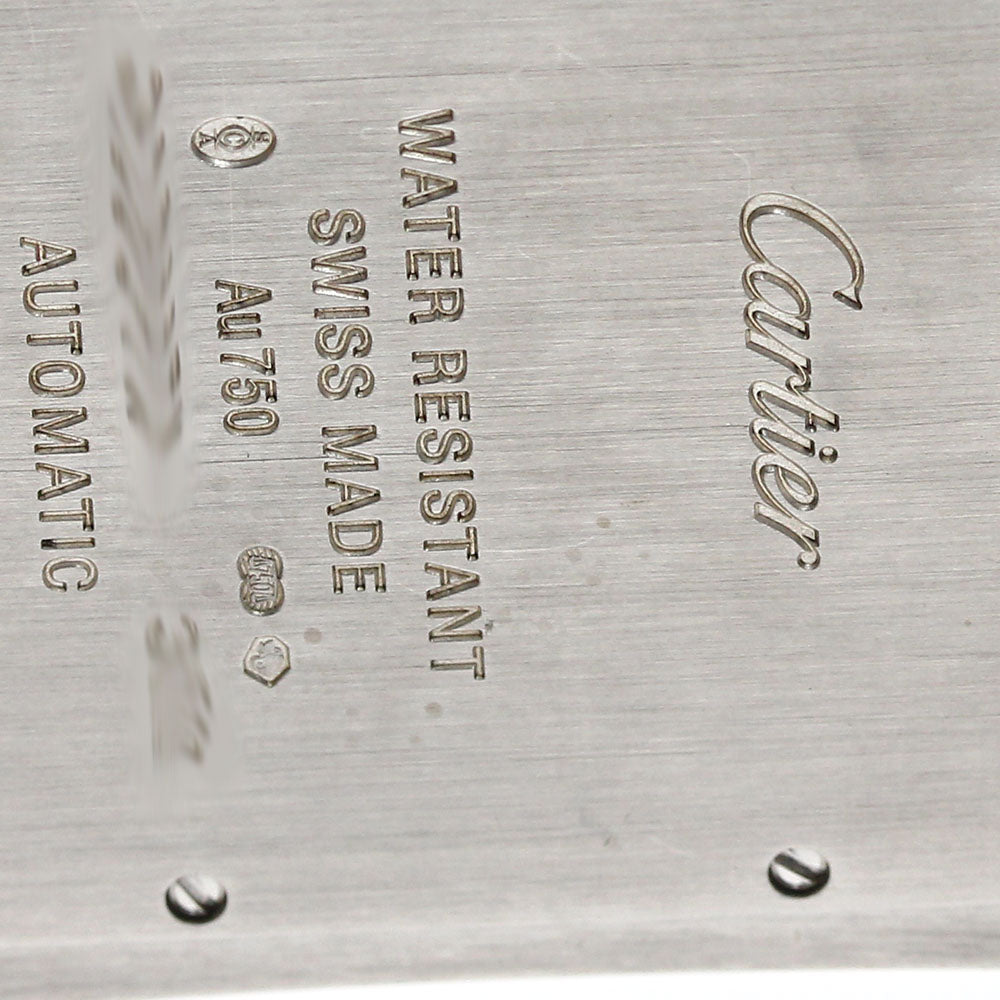 Cartier
WATER RESISTANT
SWISS MADE
Au750
AUTOMATIC